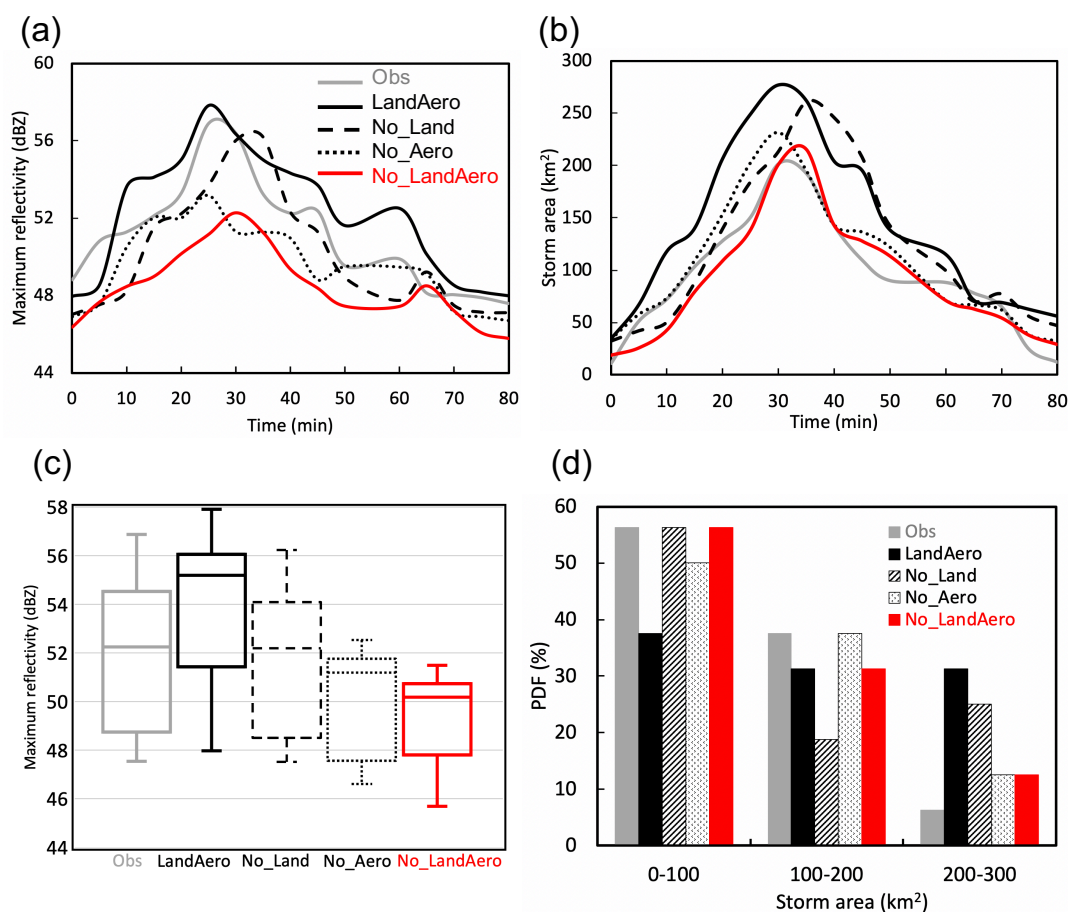 (a)
60
56
52
48
44
Maximum reflectivity (dBZ)
Obs
LandAero
No_Land
No_Aero
No_LandAero
0 10 20 30 40 50 60 70 80
Time (min)
(b)
300
250
200
150
100
50
0
Storm area (km²)
0 10 20 30 40 50 60 70 80
Time (min)
(c)
58
56
54
52
50
48
46
44
Maximum reflectivity (dBZ)
Obs LandAero No_Land No_Aero No_LandAero
(d)
60
50
40
30
20
10
0
PDF (%)
Obs
LandAero
No_Land
No_Aero
No_LandAero
0-100 100-200 200-300
Storm area (km²)